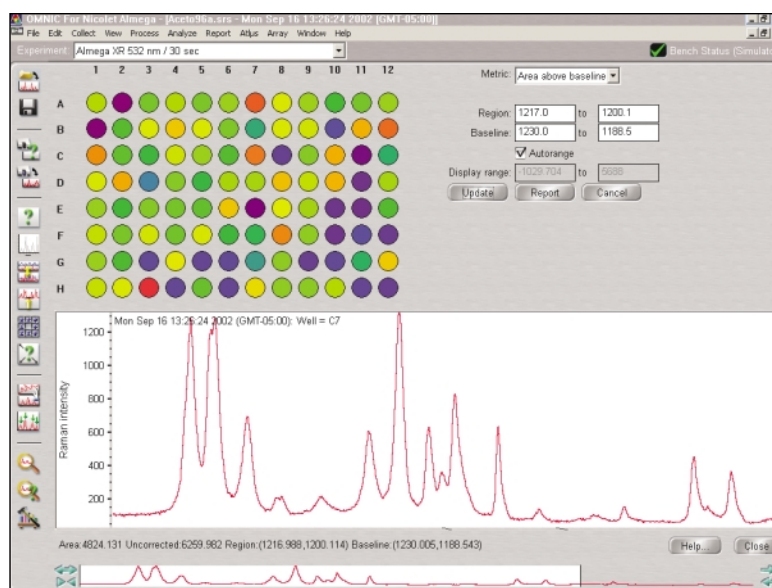 OMNIC For Nicolet Almega - [Aceto96a.srs - Mon Sep 16 13:26:24 2002 (GMT-05:00)]
File Edit Collect View Process Analyze Report Atlus Array Window Help
Experiment: Almega XR 532 nm / 30 sec
Bench Status (Simulat
1 2 3 4 5 6 7 8 9 10 11 12
A
B
C
D
E
F
G
H
Metric: Area above baseline
Region: 1217.0 to 1200.1
Baseline: 1230.0 to 1188.5
Autorange
Display range: -1029.704 to 5688
Update Report Cancel
Mon Sep 16 13:26:24 2002 (GMT-05:00): Well = C7
Raman intensity
1200
1000
800
600
400
200
Area:4824.131 Uncorrected:6259.982 Region:(1216.988,1200.114) Baseline:(1230.005,1188.543)
Help... Close